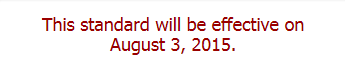 This standard will be effective on
August 3, 2015.